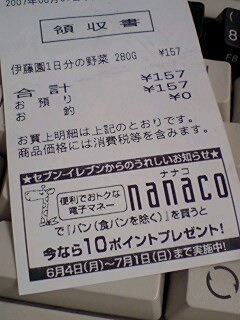 領収書
伊藤園1日分の野菜 280G ¥157
合計 ¥157
お預り ¥157
お釣 ¥0
お買上明細は上記のとおりです。
商品価格には消費税等を含みます。
★セブン-イレブンからのうれしいお知らせ★
便利でおトクな
電子マネー
ナナコ
nanaco
で『パン(食パンを除く)』を買うと
今なら10ポイントプレゼント!
6月4日(月)~7月1日(日)まで実施中!
8